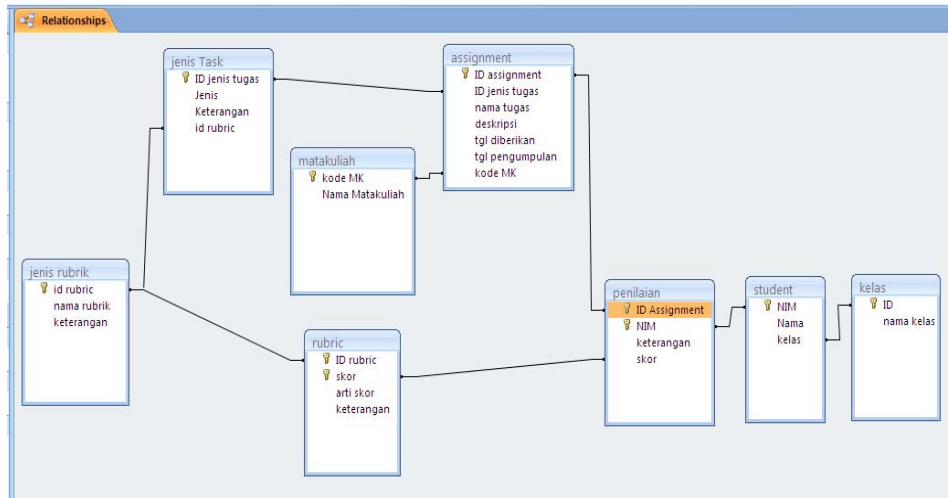 Relationships
jenis Task
ID jenis tugas
Jenis
Keterangan
id rubric
assignment
ID assignment
ID jenis tugas
nama tugas
deskripsi
tgl diberikan
tgl pengumpulan
kode MK
matakuliah
kode MK
Nama Matakuliah
jenis rubrik
id rubric
nama rubrik
keterangan
rubric
ID rubric
skor
arti skor
keterangan
penilaian
ID Assignment
NIM
keterangan
skor
student
NIM
Nama
kelas
kelas
ID
nama kelas